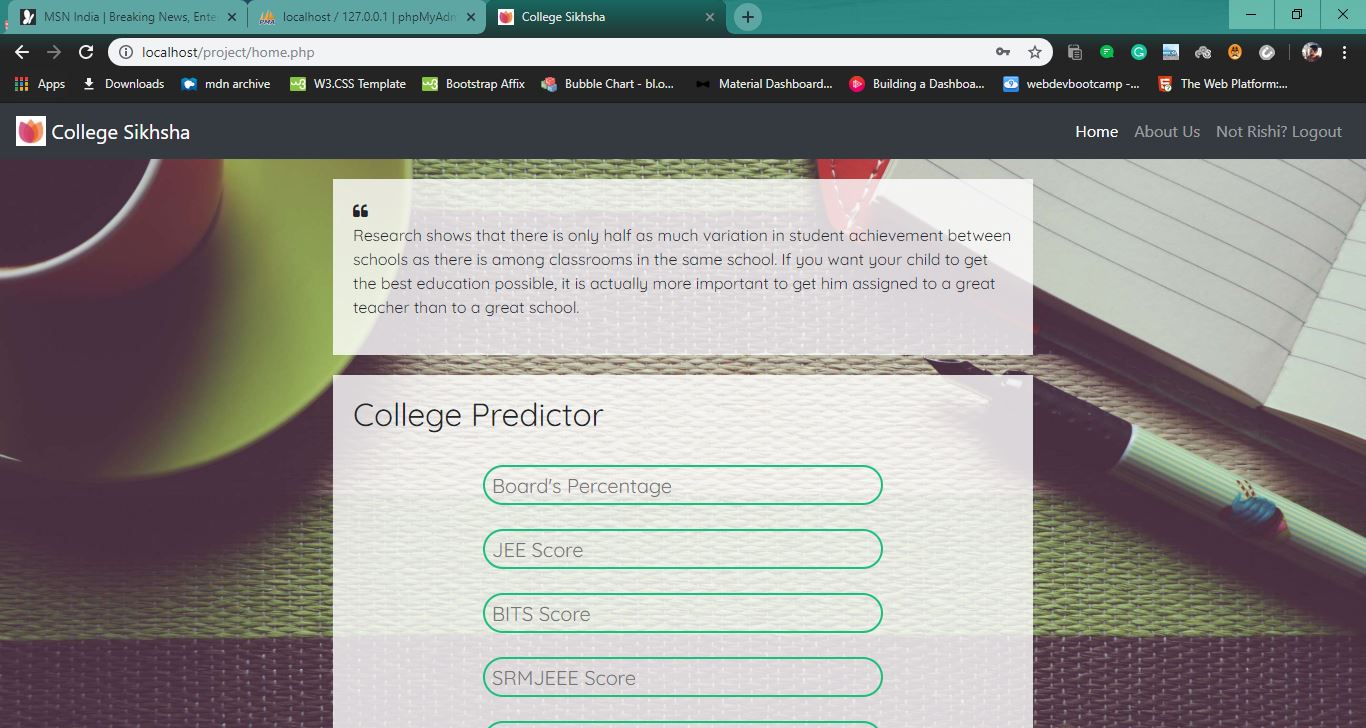 MSN India | Breaking News, Ente
localhost / 127.0.0.1 | phpMyAdm
College Sikhsha
localhost/project/home.php
Apps
Downloads
mdn archive
W3.CSS Template
Bootstrap Affix
Bubble Chart - bl.o...
Material Dashboard...
Building a Dashboa...
webdevbootcamp -...
The Web Platform:...
College Sikhsha
Home
About Us
Not Rishi? Logout
❝
Research shows that there is only half as much variation in student achievement between
schools as there is among classrooms in the same school. If you want your child to get
the best education possible, it is actually more important to get him assigned to a great
teacher than to a great school.
College Predictor
Board's Percentage
JEE Score
BITS Score
SRMJEEE Score